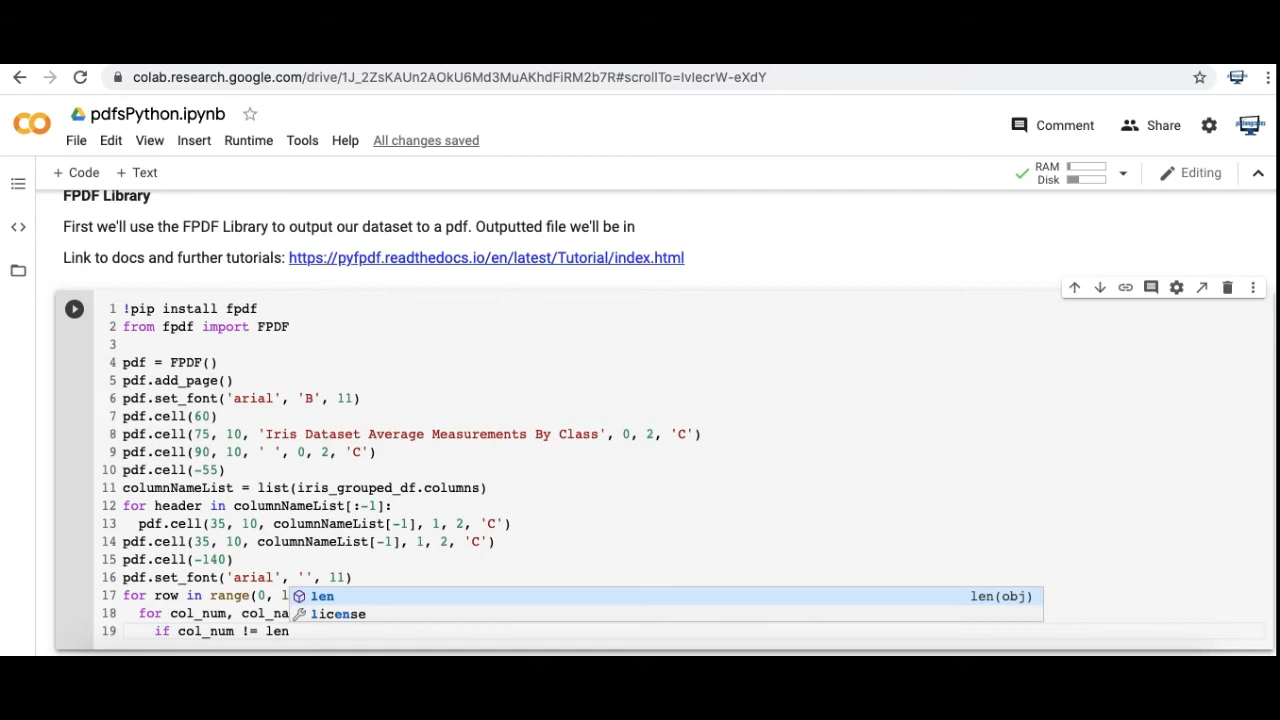 colab.research.google.com/drive/1J_2ZsKAUn2AOkU6Md3MuAKhdFiRM2b7R#scrollTo=IvIecrW-eXdY
pdfsPython.ipynb
File Edit View Insert Runtime Tools Help All changes saved
Comment Share
+ Code + Text
RAM
Disk
Editing
FPDF Library
First we'll use the FPDF Library to output our dataset to a pdf. Outputted file we'll be in
Link to docs and further tutorials: https://pyfpdf.readthedocs.io/en/latest/Tutorial/index.html
1 !pip install fpdf
2 from fpdf import FPDF
3
4 pdf = FPDF()
5 pdf.add_page()
6 pdf.set_font('arial', 'B', 11)
7 pdf.cell(60)
8 pdf.cell(75, 10, 'Iris Dataset Average Measurements By Class', 0, 2, 'C')
9 pdf.cell(90, 10, ' ', 0, 2, 'C')
10 pdf.cell(-55)
11 columnNameList = list(iris_grouped_df.columns)
12 for header in columnNameList[:-1]:
13 pdf.cell(35, 10, columnNameList[-1], 1, 2, 'C')
14 pdf.cell(35, 10, columnNameList[-1], 1, 2, 'C')
15 pdf.cell(-140)
16 pdf.set_font('arial', '', 11)
17 for row in range(0, l
len len(obj)
18 for col_num, col_na
license
19 if col_num != len